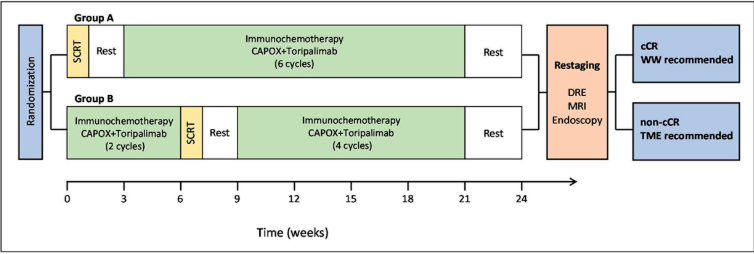 Randomization
Group A
SCRT
Rest
Immunochemotherapy
CAPOX+Toripalimab
(6 cycles)
Rest
Group B
Immunochemotherapy
CAPOX+Toripalimab
(2 cycles)
SCRT
Rest
Immunochemotherapy
CAPOX+Toripalimab
(4 cycles)
Rest
Restaging
DRE
MRI
Endoscopy
cCR
WW recommended
non-cCR
TME recommended
0 3 6 9 12 15 18 21 24
Time (weeks)